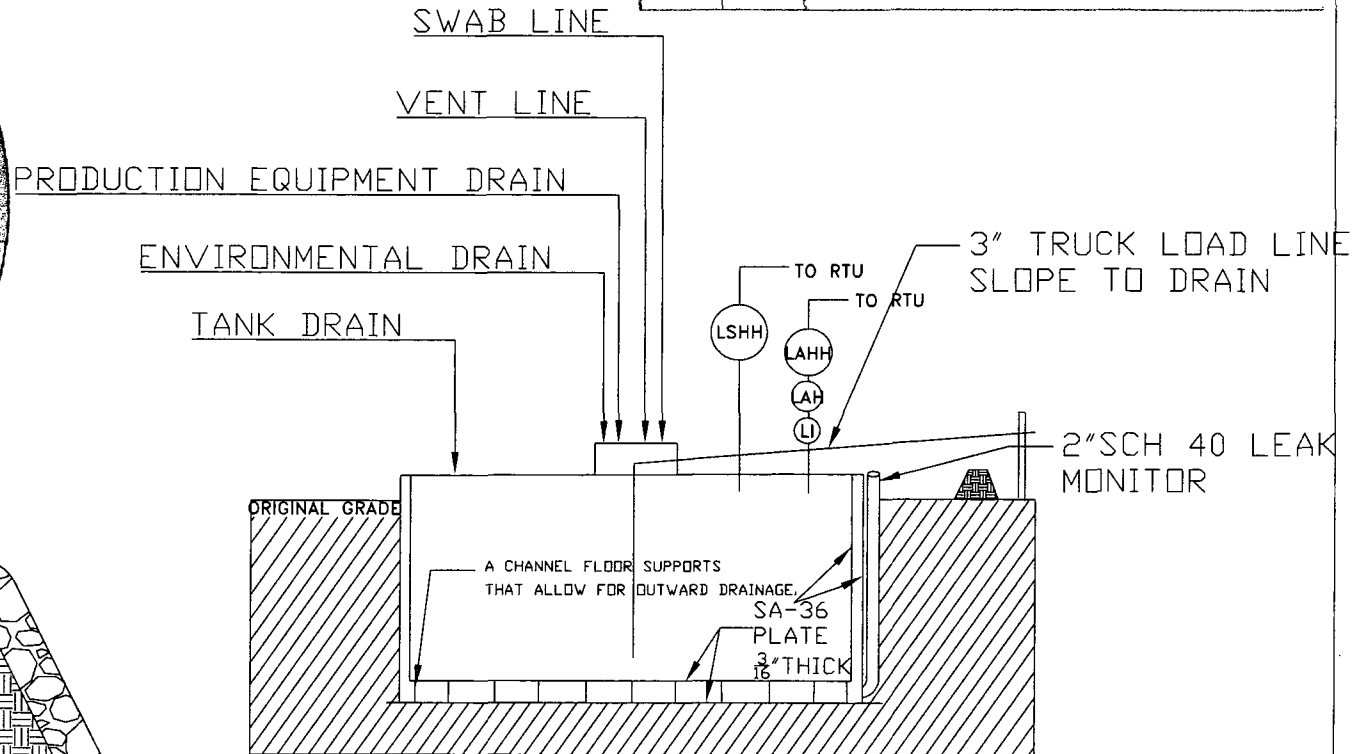 SWAB LINE
VENT LINE
PRODUCTION EQUIPMENT DRAIN
ENVIRONMENTAL DRAIN
TANK DRAIN
TO RTU
TO RTU
3" TRUCK LOAD LINE
SLOPE TO DRAIN
LSHH
LAHH
LAH
LI
2"SCH 40 LEAK
MONITOR
ORIGINAL GRADE
A CHANNEL FLOOR SUPPORTS
THAT ALLOW FOR OUTWARD DRAINAGE.
SA-36
PLATE
3/16" THICK